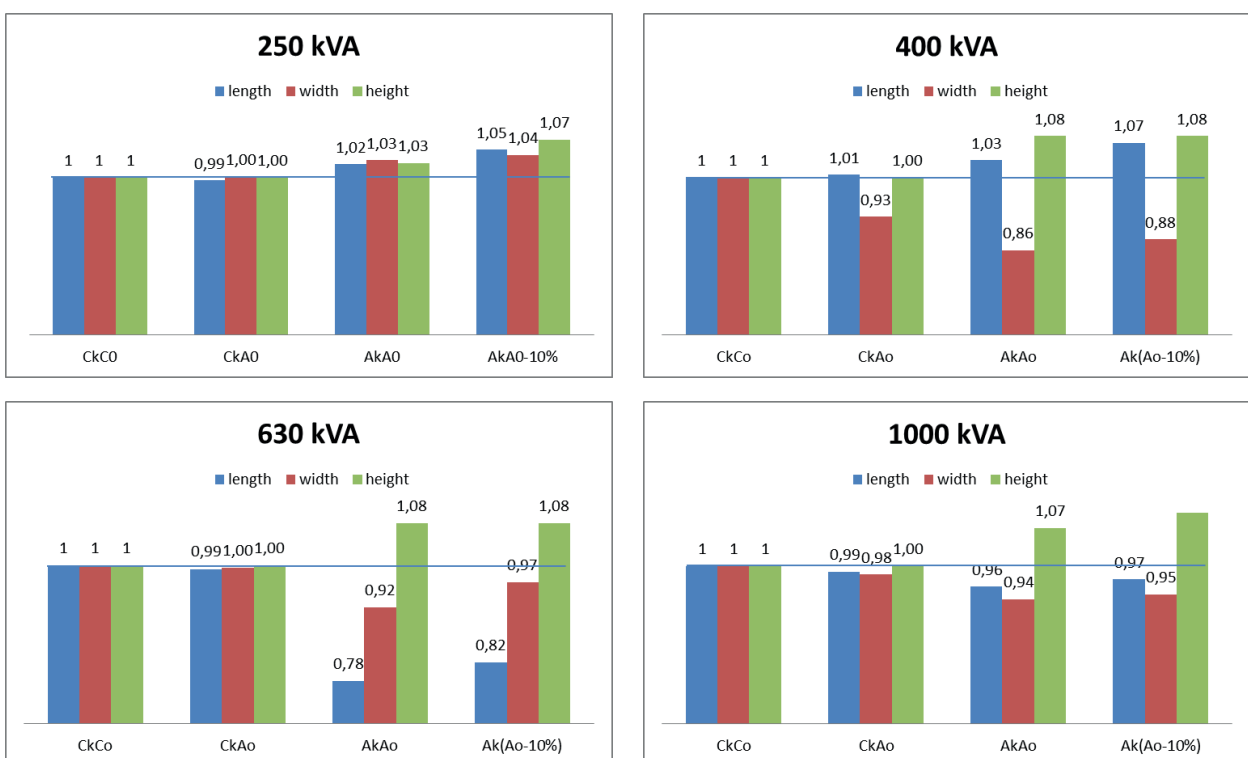 250 kVA
length width height
1 1 1 0,99 1,00 1,00 1,02 1,03 1,03 1,05 1,04 1,07
CkC0 CkA0 AkA0 AkA0-10%
400 kVA
length width height
1 1 1 1,01 0,93 1,00 1,03 0,86 1,08 1,07 0,88 1,08
CkCo CkAo AkAo Ak(Ao-10%)
630 kVA
length width height
1 1 1 0,99 1,00 1,00 0,78 0,92 1,08 0,82 0,97 1,08
CkCo CkAo AkAo Ak(Ao-10%)
1000 kVA
length width height
1 1 1 0,99 0,98 1,00 0,96 0,94 1,07 0,97 0,95
CkCo CkAo AkAo Ak(Ao-10%)